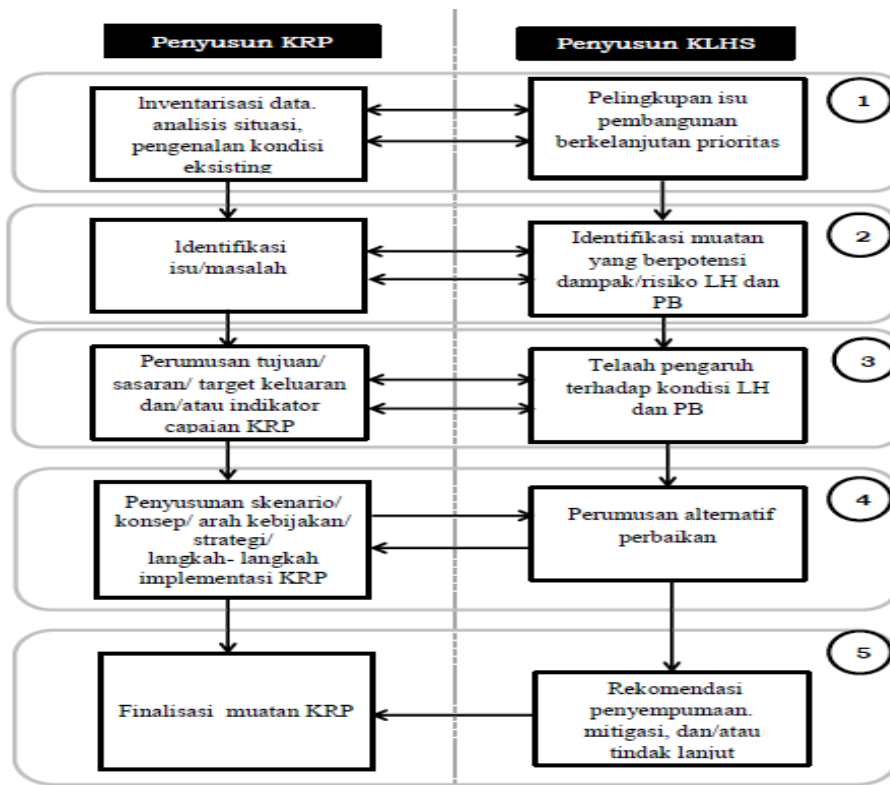 Penyusun KRP
Penyusun KLHS
Inventarisasi data.
analisis situasi,
pengenalan kondisi
eksisting
Pelingkupan isu
pembangunan
berkelanjutan prioritas
1
Identifikasi
isu/masalah
Identifikasi muatan
yang berpotensi
dampak/risiko LH dan
PB
2
Perumusan tujuan/
sasaran/ target keluaran
dan/atau indikator
capaian KRP
Telaah pengaruh
terhadap kondisi LH
dan PB
3
Penyusunan skenario/
konsep/ arah kebijakan/
strategi/
langkah- langkah
implementasi KRP
Perumusan alternatif
perbaikan
4
Finalisasi muatan KRP
Rekomendasi
penyempumaan.
mitigasi, dan/atau
tindak lanjut
5